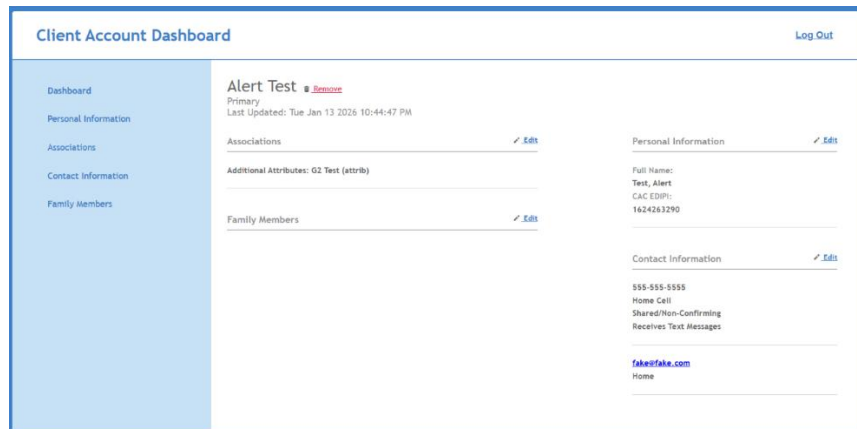 Client Account Dashboard
Log Out
Dashboard
Personal Information
Associations
Contact Information
Family Members
Alert Test Remove
Primary
Last Updated: Tue Jan 13 2026 10:44:47 PM
Associations Edit
Additional Attributes: G2 Test (attrib)
Family Members Edit
Personal Information Edit
Full Name:
Test, Alert
CAC EDIPI:
1624263290
Contact Information Edit
555-555-5555
Home Cell
Shared/Non-Confirming
Receives Text Messages
fake@fake.com
Home